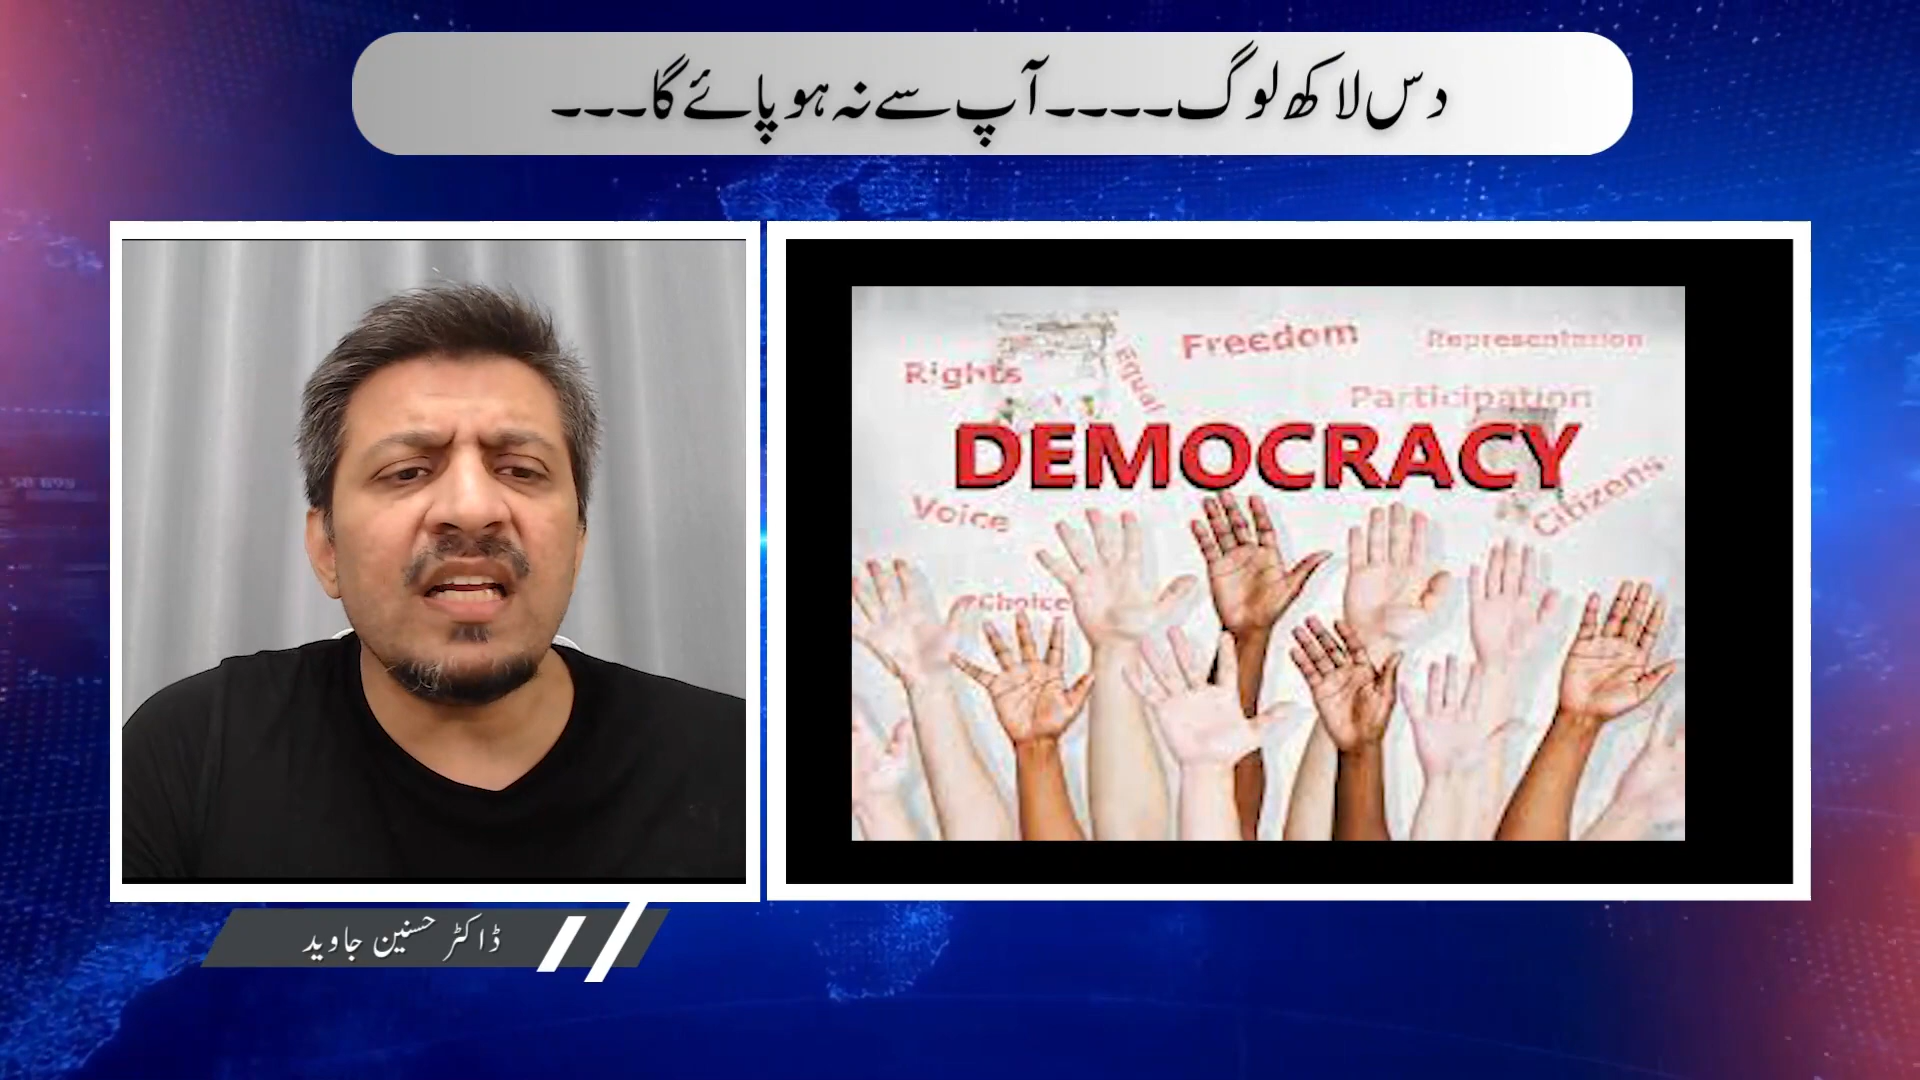 دس لاکھ لوگ۔۔۔۔آپ سے نہ ہو پائے گا۔۔۔
Freedom
Representation
Rights
Equal
Participation
DEMOCRACY
Citizens
Voice
Choice
ڈاکٹر حسنین جاوید